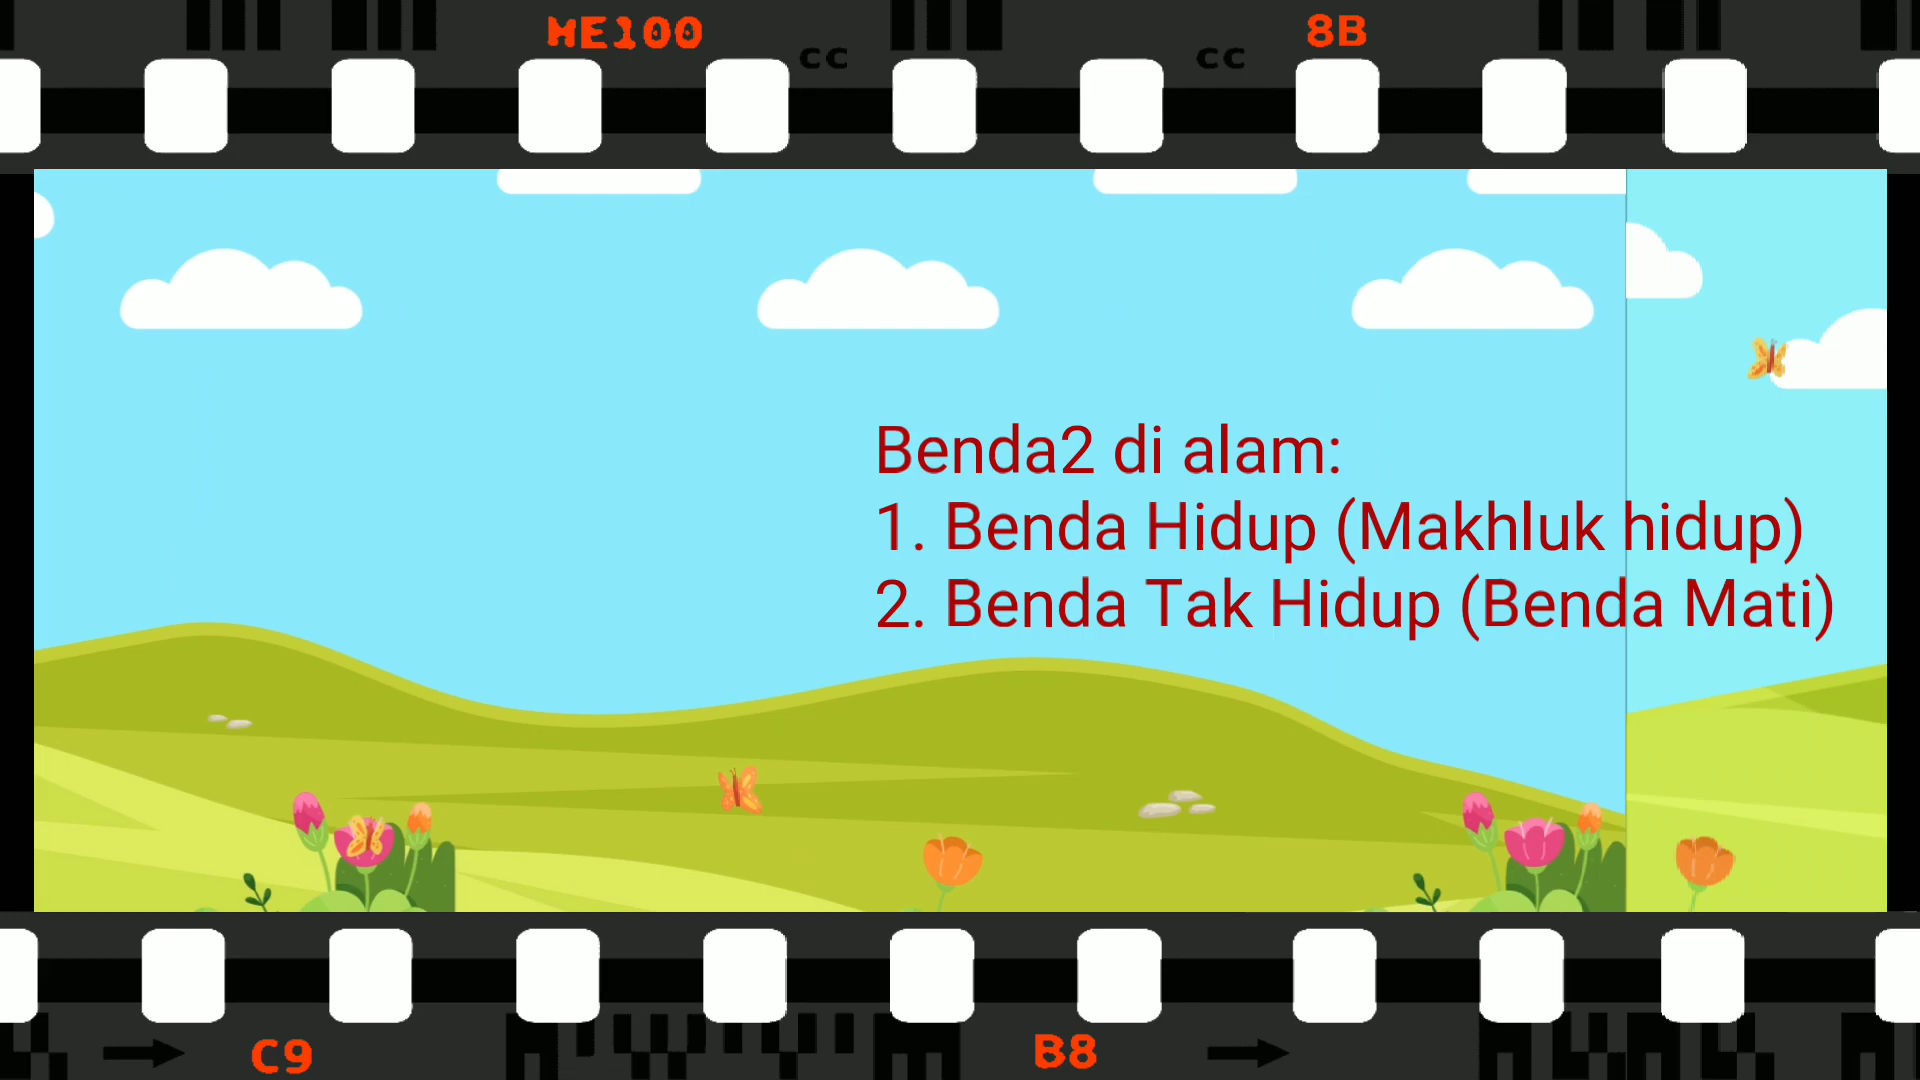 ME100
8B
cc
cc
Benda2 di alam:
1. Benda Hidup (Makhluk hidup)
2. Benda Tak Hidup (Benda Mati)
C9
B8